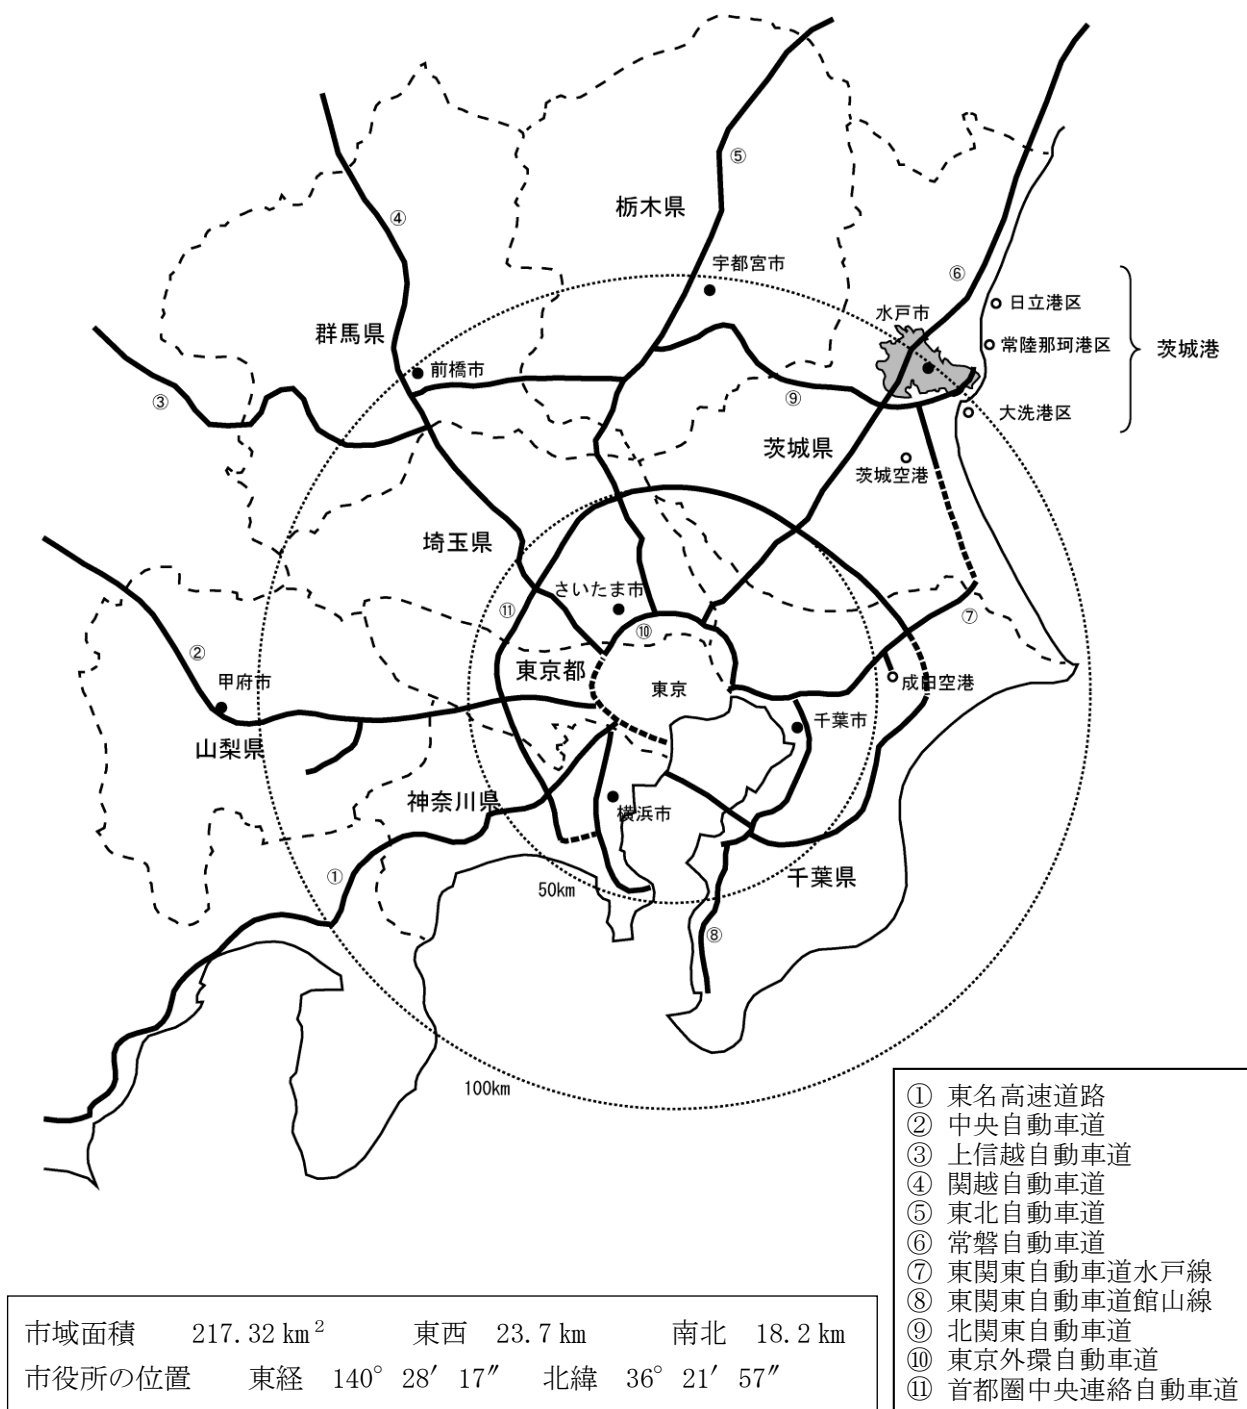 ⑤
栃木県
④
宇都宮市
⑥
水戸市
日立港区
群馬県
常陸那珂港区
茨城港
前橋市
③
⑨
大洗港区
茨城県
茨城空港
埼玉県
さいたま市
⑪
⑦
⑩
②
東京都
甲府市
東京
成田空港
千葉市
山梨県
神奈川県
横浜市
①
千葉県
50km
⑧
100km
① 東名高速道路
② 中央自動車道
③ 上信越自動車道
④ 関越自動車道
⑤ 東北自動車道
⑥ 常磐自動車道
⑦ 東関東自動車道水戸線
⑧ 東関東自動車道館山線
⑨ 北関東自動車道
⑩ 東京外環自動車道
⑪ 首都圏中央連絡自動車道
市域面積 217.32㎞² 東西 23.7㎞ 南北 18.2㎞
市役所の位置 東経 140° 28′ 17″ 北緯 36° 21′ 57″